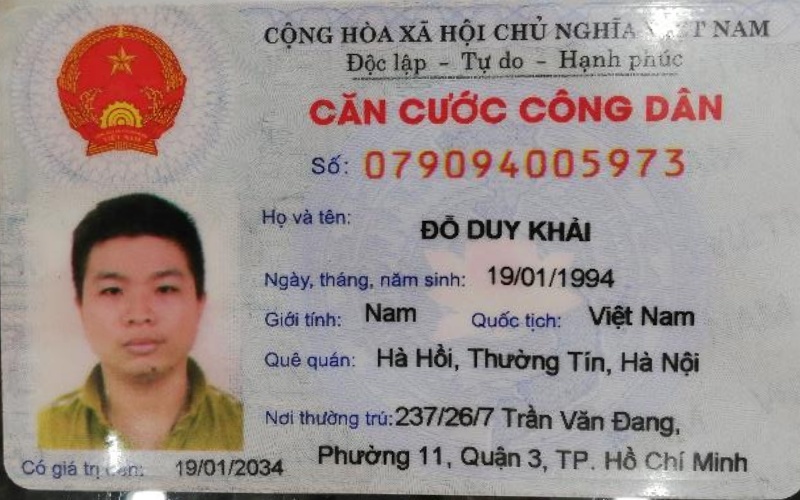 CỘNG HÒA XÃ HỘI CHỦ NGHĨA VIỆT NAM
Độc lập - Tự do - Hạnh phúc
CĂN CƯỚC CÔNG DÂN
Số: 079094005973
Họ và tên: ĐỖ DUY KHẢI
Ngày, tháng, năm sinh: 19/01/1994
Giới tính: Nam Quốc tịch: Việt Nam
Quê quán: Hà Hồi, Thường Tín, Hà Nội
Nơi thường trú: 237/26/7 Trần Văn Đang,
Phường 11, Quận 3, TP. Hồ Chí Minh
Có giá trị đến: 19/01/2034